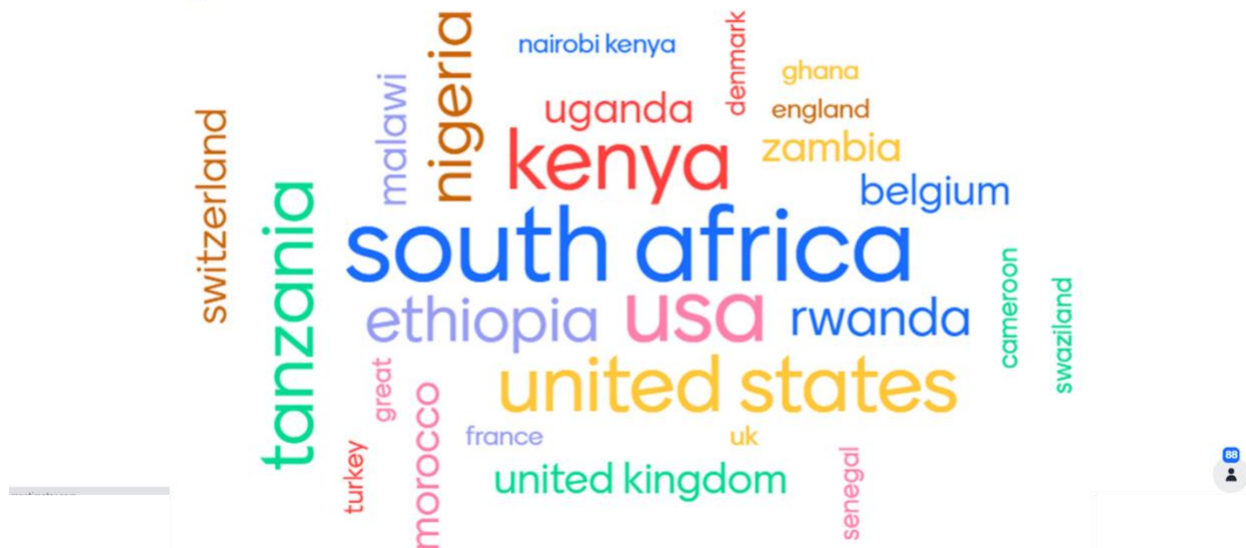 nairobi kenya
denmark
ghana
nigeria
malawi
uganda
england
switzerland
kenya
zambia
belgium
tanzania
south africa
ethiopia
usa
rwanda
cameroon
swaziland
united states
great
morocco
france
uk
turkey
united kingdom
senegal
88